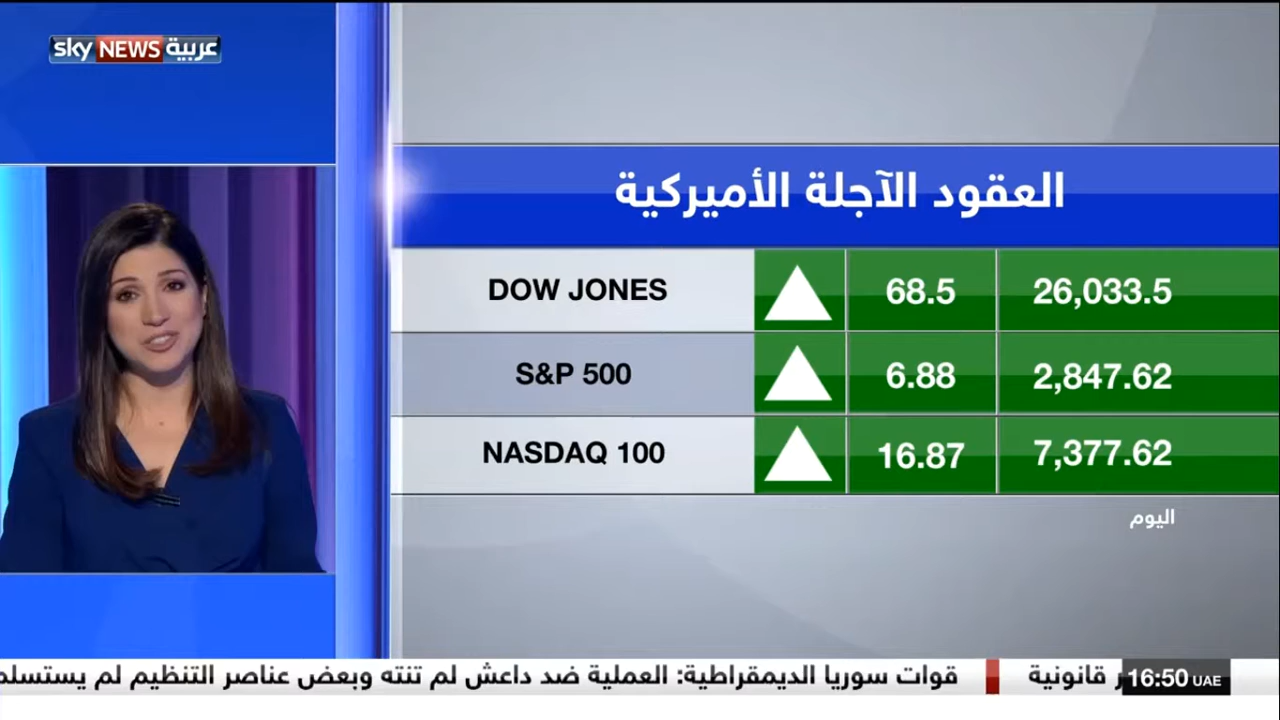 sky NEWS عربية
العقود الآجلة الأميركية
DOW JONES 68.5 26,033.5
S&P 500 6.88 2,847.62
NASDAQ 100 16.87 7,377.62
اليوم
قانونية
قوات سوريا الديمقراطية: العملية ضد داعش لم تنته وبعض عناصر التنظيم لم
16:50 UAE